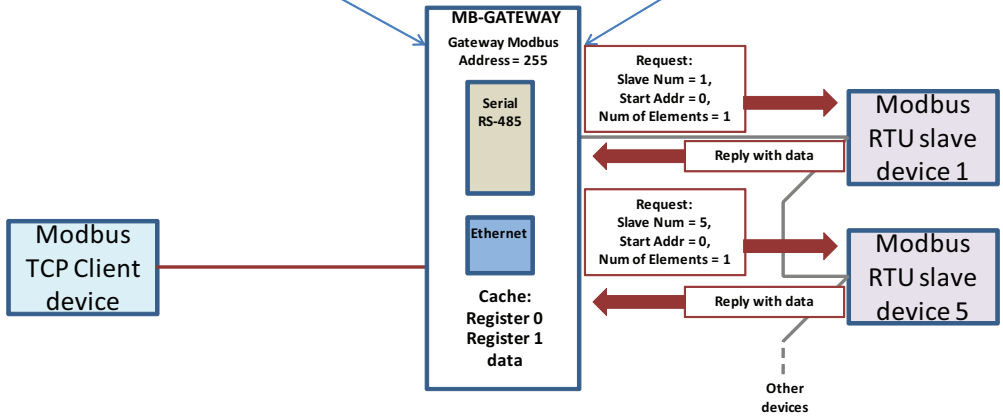 MB-GATEWAY
Gateway Modbus
Address = 255
Serial
RS-485
Ethernet
Cache:
Register 0
Register 1
data
Modbus
TCP Client
device
Request:
Slave Num = 1,
Start Addr = 0,
Num of Elements = 1
Reply with data
Modbus
RTU slave
device 1
Request:
Slave Num = 5,
Start Addr = 0,
Num of Elements = 1
Reply with data
Modbus
RTU slave
device 5
Other
devices